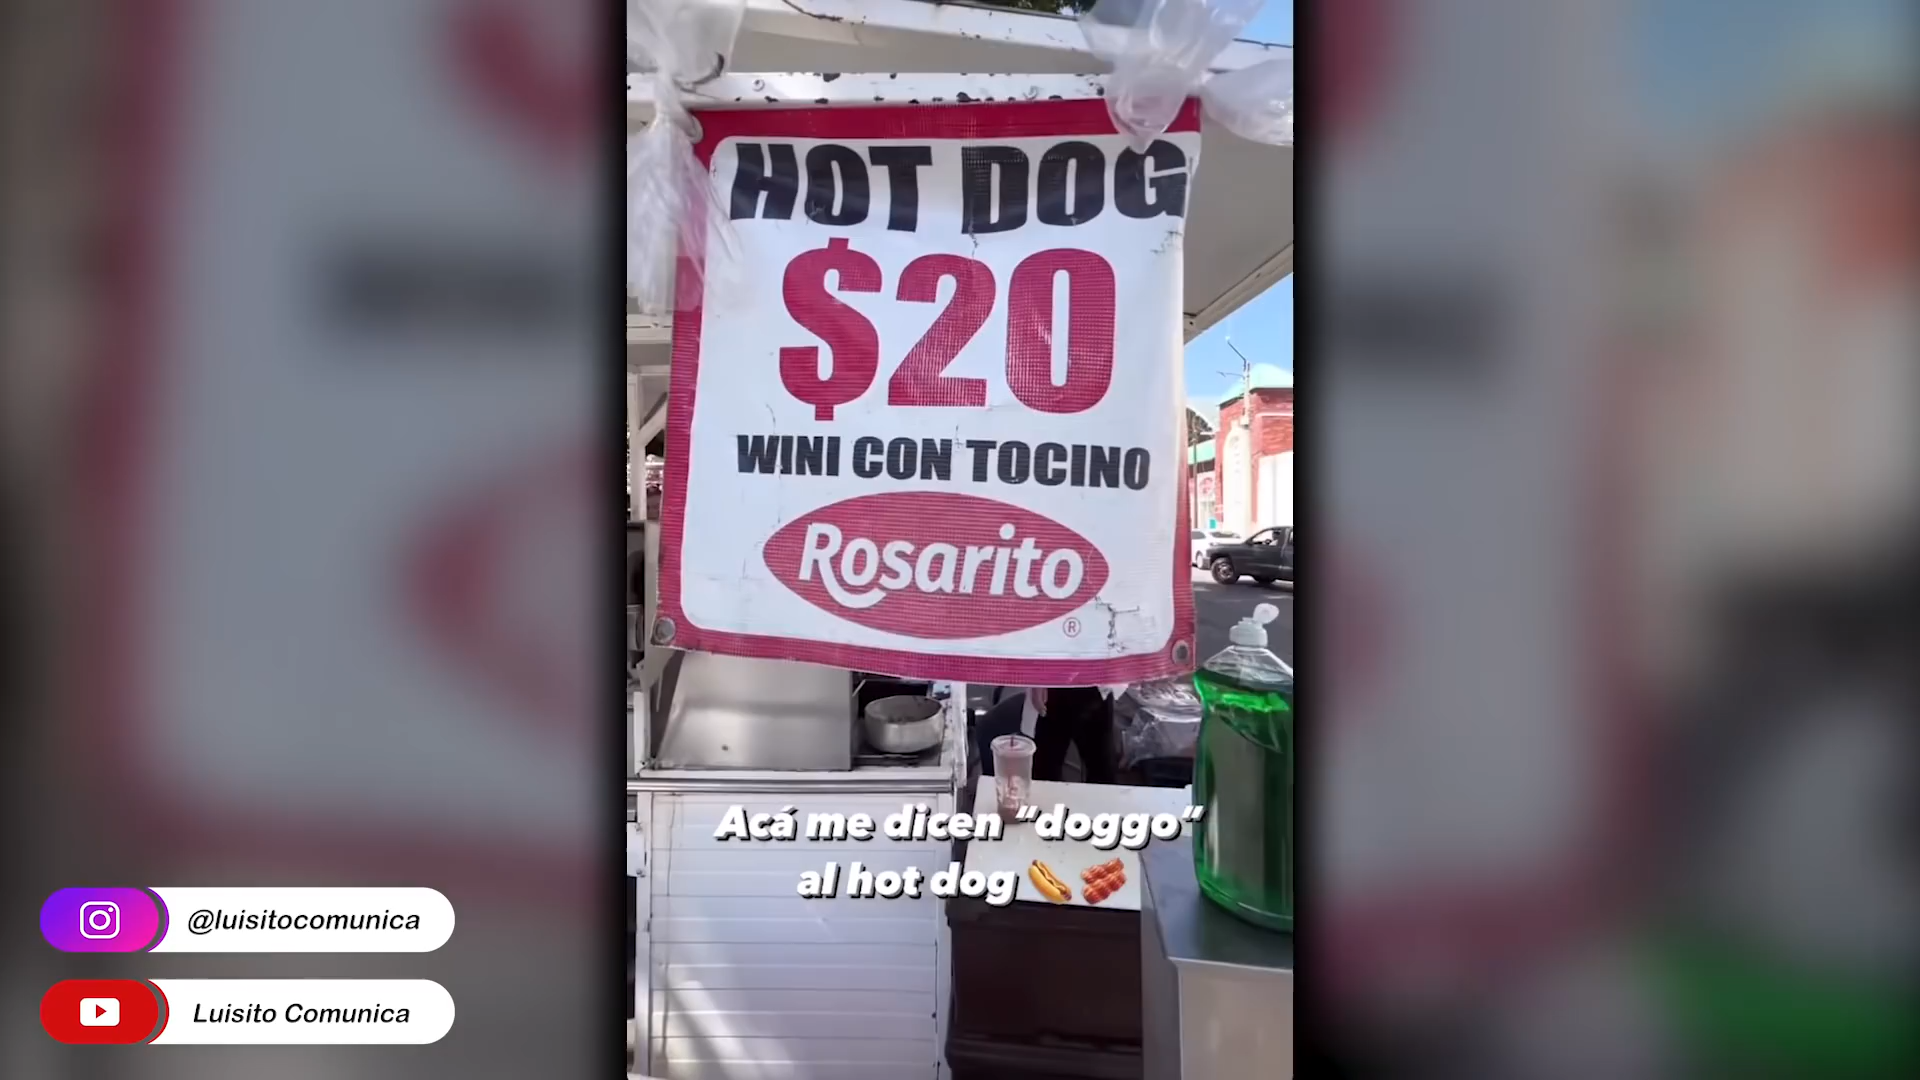 HOT DOG
$20
WINI CON TOCINO
Rosarito
®
Acá me dicen “doggo”
al hot dog
@luisitocomunica
Luisito Comunica